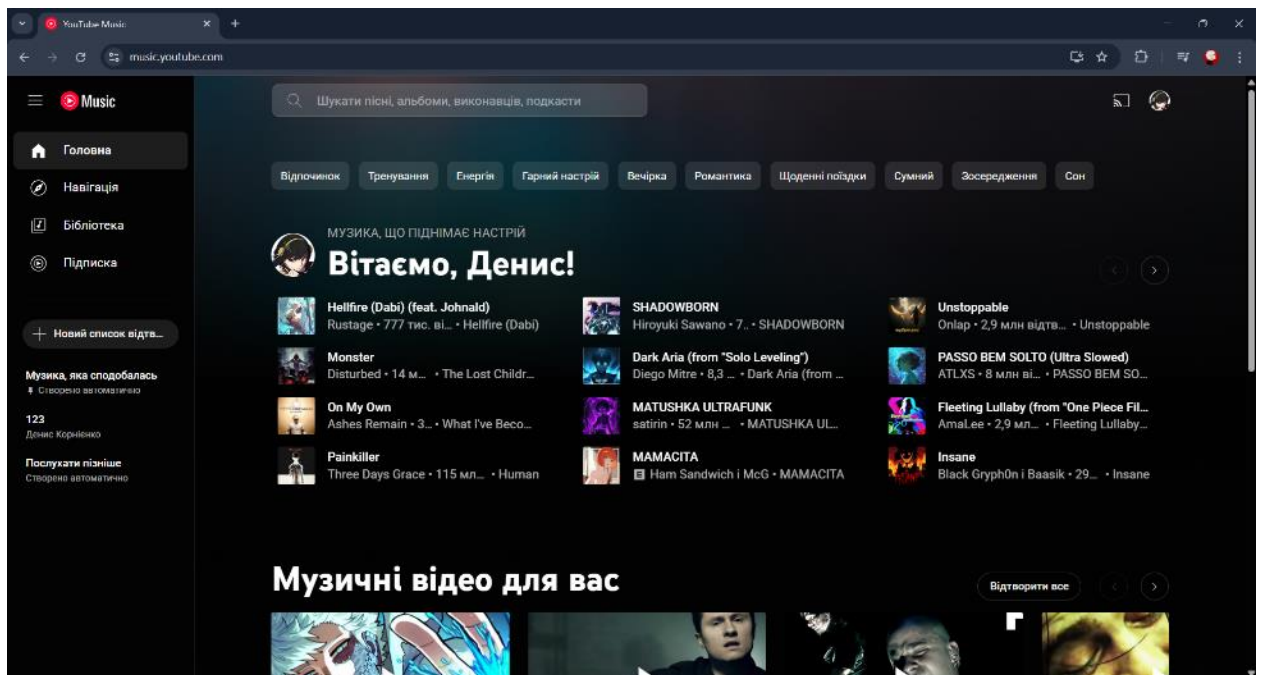 YouTube Music
music.youtube.com
Music
Шукати пісні, альбоми, виконавців, подкасти
Головна
Навігація
Бібліотека
Підписка
Новий список відтв...
Музика, яка сподобалась
Створено автоматично
123
Денис Корнієнко
Послухати пізніше
Створено автоматично
Відпочинок Тренування Енергія Гарний настрій Вечірка Романтика Щоденні поїздки Сумний Зосередження Сон
МУЗИКА, ЩО ПІДНІМАЄ НАСТРІЙ
Вітаємо, Денис!
Hellfire (Dabi) (feat. Johnald)
Rustage • 777 тис. ві... • Hellfire (Dabi)
Monster
Disturbed • 14 м... • The Lost Childr...
On My Own
Ashes Remain • 3... • What I've Beco...
Painkiller
Three Days Grace • 115 мл... • Human
SHADOWBORN
Hiroyuki Sawano • 7.. • SHADOWBORN
Dark Aria (from "Solo Leveling")
Diego Mitre • 8,3 ... • Dark Aria (from ...
MATUSHKA ULTRAFUNK
satirin • 52 млн ... • MATUSHKA UL...
MAMACITA
E Ham Sandwich і McG • MAMACITA
Unstoppable
Onlap • 2,9 млн відтв... • Unstoppable
PASSO BEM SOLTO (Ultra Slowed)
ATLXS • 8 млн ві... • PASSO BEM SO...
Fleeting Lullaby (from "One Piece Fil...
AmaLee • 2,9 мл... • Fleeting Lullaby...
Insane
Black Gryph0n і Baasik • 29... • Insane
Музичні відео для вас
Відтворити все